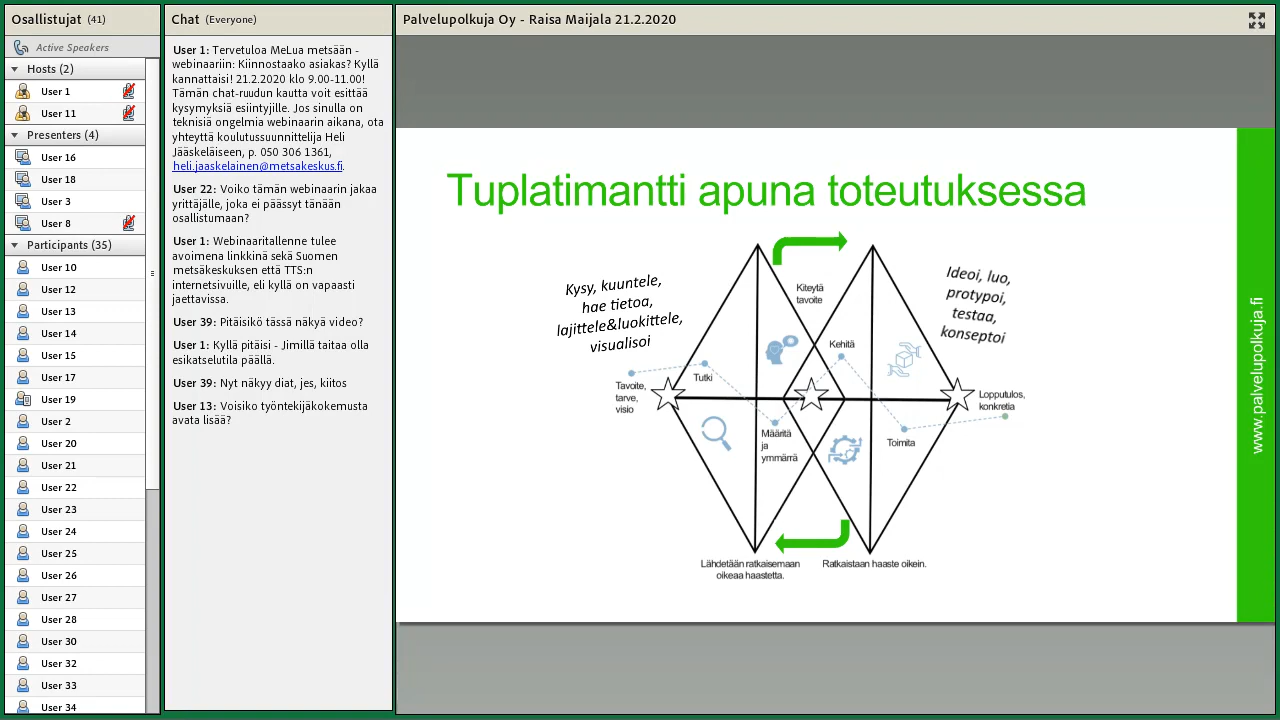 Osallistujat (41)
Active Speakers
Hosts (2)
User 1
User 11
Presenters (4)
User 16
User 18
User 3
User 8
Participants (35)
User 10
User 12
User 13
User 14
User 15
User 17
User 19
User 2
User 20
User 21
User 22
User 23
User 24
User 25
User 26
User 27
User 28
User 30
User 32
User 33
User 34
Chat (Everyone)
User 1: Tervetuloa MeLua metsään -
webinaariin: Kiinnostaako asiakas? Kyllä
kannattaisi! 21.2.2020 klo 9.00-11.00!
Tämän chat-ruudun kautta voit esittää
kysymyksiä esiintyjille. Jos sinulla on
teknisiä ongelmia webinaarin aikana, ota
yhteyttä koulutussuunnittelija Heli
Jääskeläiseen, p. 050 306 1361,
heli.jaaskelainen@metsakeskus.fi.
User 22: Voiko tämän webinaarin jakaa
yrittäjälle, joka ei päässyt tänään
osallistumaan?
User 1: Webinaaritallenne tulee
avoimena linkkinä sekä Suomen
metsäkeskuksen että TTS:n
internetsivuille, eli kyllä on vapaasti
jaettavissa.
User 39: Pitäisikö tässä näkyä video?
User 1: Kyllä pitäisi - Jimillä taitaa olla
esikatselutila päällä.
User 39: Nyt näkyy diat, jes, kiitos
User 13: Voisiko työntekijäkokemusta
avata lisää?
Palvelupolkuja Oy - Raisa Maijala 21.2.2020
Tuplatimantti apuna toteutuksessa
Kysy, kuuntele,
hae tietoa,
lajittele&luokittele,
visualisoi
Kiteytä
tavoite
Ideoi, luo,
protypoi,
testaa,
konseptoi
Kehitä
Tutki
Tavoite,
tarve,
visio
Lopputulos,
konkretia
Määritä
ja
ymmärrä
Toimita
Lähdetään ratkaisemaan
oikeaa haastetta.
Ratkaistaan haaste oikein.
www.palvelupolkuja.fi